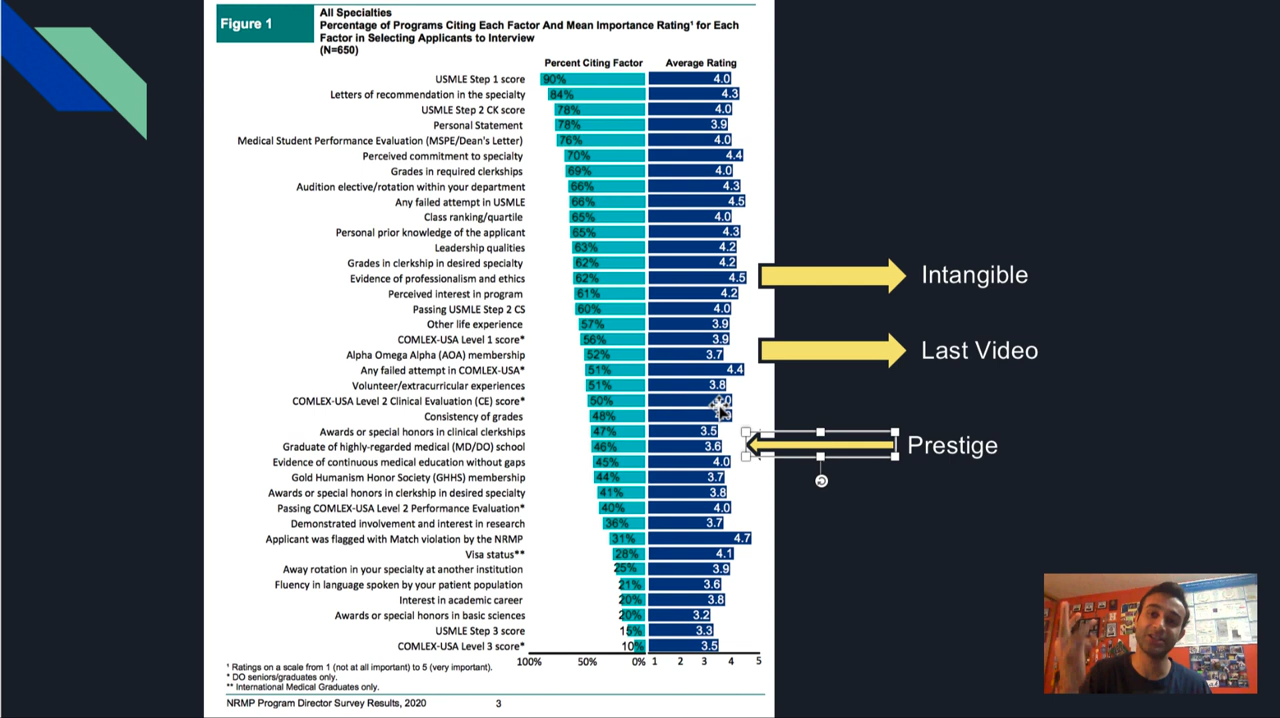 Figure 1
All Specialties
Percentage of Programs Citing Each Factor And Mean Importance Rating¹ for Each
Factor in Selecting Applicants to Interview
(N=650)
Percent Citing Factor Average Rating
USMLE Step 1 score 90% 4.0
Letters of recommendation in the specialty 84% 4.3
USMLE Step 2 CK score 78% 4.0
Personal Statement 78% 3.9
Medical Student Performance Evaluation (MSPE/Dean's Letter) 76% 4.0
Perceived commitment to specialty 70% 4.4
Grades in required clerkships 69% 4.0
Audition elective/rotation within your department 66% 4.3
Any failed attempt in USMLE 66% 4.5
Class ranking/quartile 65% 4.0
Personal prior knowledge of the applicant 65% 4.3
Leadership qualities 63% 4.2
Grades in clerkship in desired specialty 62% 4.2
Evidence of professionalism and ethics 62% 4.5
Intangible
Perceived interest in program 61% 4.2
Passing USMLE Step 2 CS 60% 4.0
Other life experience 57% 3.9
COMLEX-USA Level 1 score* 56% 3.9
Alpha Omega Alpha (AOA) membership 52% 3.7
Last Video
Any failed attempt in COMLEX-USA* 51% 4.4
Volunteer/extracurricular experiences 51% 3.8
COMLEX-USA Level 2 Clinical Evaluation (CE) score* 50%
Consistency of grades 48%
Awards or special honors in clinical clerkships 47% 3.5
Graduate of highly-regarded medical (MD/DO) school 46% 3.6
Prestige
Evidence of continuous medical education without gaps 45% 4.0
Gold Humanism Honor Society (GHHS) membership 44% 3.7
Awards or special honors in clerkship in desired specialty 41% 3.8
Passing COMLEX-USA Level 2 Performance Evaluation* 40% 4.0
Demonstrated involvement and interest in research 36% 3.7
Applicant was flagged with Match violation by the NRMP 31% 4.7
Visa status** 28% 4.1
Away rotation in your specialty at another institution 25% 3.9
Fluency in language spoken by your patient population 21% 3.6
Interest in academic career 20% 3.8
Awards or special honors in basic sciences 20% 3.2
USMLE Step 3 score 15% 3.3
COMLEX-USA Level 3 score* 10% 3.5
100% 50% 0% 1 2 3 4 5
¹ Ratings on a scale from 1 (not at all important) to 5 (very important).
* DO seniors/graduates only.
** International Medical Graduates only.
NRMP Program Director Survey Results, 2020 3